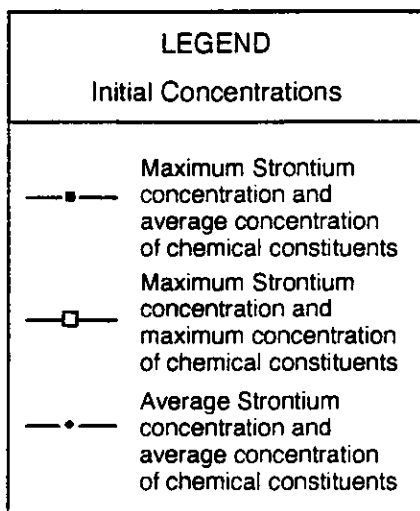 LEGEND
Initial Concentrations
Maximum Strontium
concentration and
average concentration
of chemical constituents
Maximum Strontium
concentration and
maximum concentration
of chemical constituents
Average Strontium
concentration and
average concentration
of chemical constituents